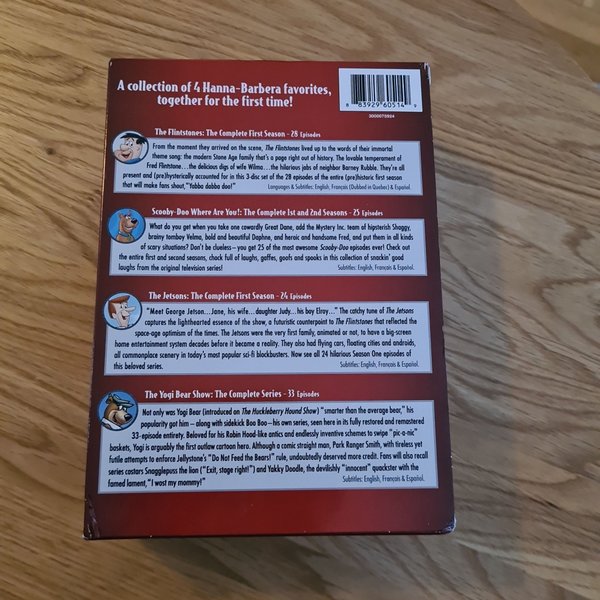 A collection of 4 Hanna-Barbera favorites,
together for the first time!
8 83929 60514 9
3000075924
The Flintstones: The Complete First Season - 28 Episodes
From the moment they arrived on the scene, The Flintstones lived up to the words of their immortal
theme song: the modern Stone Age family that's a page right out of history. The lovable temperament of
Fred Flintstone...the delicious digs of wife Wilma...the hilarious jabs of neighbor Barney Rubble. They're all
present and (pre)hysterically accounted for in this 3-disc set of the 28 episodes of the entire (pre)historic first season
that will make fans shout, "Yabba dabba doo!"
Languages & Subtitles: English, Français (Dubbed in Quebec) & Español.
Scooby-Doo Where Are You!: The Complete 1st and 2nd Seasons - 25 Episodes
What do you get when you take one cowardly Great Dane, add the Mystery Inc. team of hipsterish Shaggy,
brainy tomboy Velma, bold and beautiful Daphne, and heroic and handsome Fred, and put them in all kinds
of scary situations? Don't be clueless—you get 25 of the most awesome Scooby-Doo episodes ever! Check out
the entire first and second seasons, chock full of laughs, gaffes, goofs and spooks in this collection of snackin' good
laughs from the original television series!
Subtitles: English, Français & Español.
The Jetsons: The Complete First Season - 24 Episodes
"Meet George Jetson...Jane, his wife...daughter Judy...his boy Elroy..." The catchy tune of The Jetsons
captures the lighthearted essence of the show, a futuristic counterpoint to The Flintstones that reflected the
space-age optimism of the times. The Jetsons were the very first family, animated or not, to have a big-screen
home entertainment system decades before it became a reality. They also had flying cars, floating cities and androids,
all commonplace scenery in today's most popular sci-fi blockbusters. Now see all 24 hilarious Season One episodes of
this beloved series.
Subtitles: English, Français & Español.
The Yogi Bear Show: The Complete Series - 33 Episodes
Not only was Yogi Bear (introduced on The Huckleberry Hound Show) "smarter than the average bear," his
popularity got him — along with sidekick Boo Boo — his own series, seen here in its fully restored and remastered
33-episode entirety. Beloved for his Robin Hood-like antics and endlessly inventive schemes to swipe "pic-a-nic"
baskets, Yogi is arguably the first outlaw cartoon hero. Although a comic straight man, Park Ranger Smith, with tireless yet
futile attempts to enforce Jellystone's "Do Not Feed the Bears!" rule, undoubtedly deserved more credit. Fans will also recall
series costars Snagglepuss the lion ("Exit, stage right!") and Yakky Doodle, the devilishly "innocent" quackster with the
famed lament, "I wost my mommy!"
Subtitles: English, Français & Español.